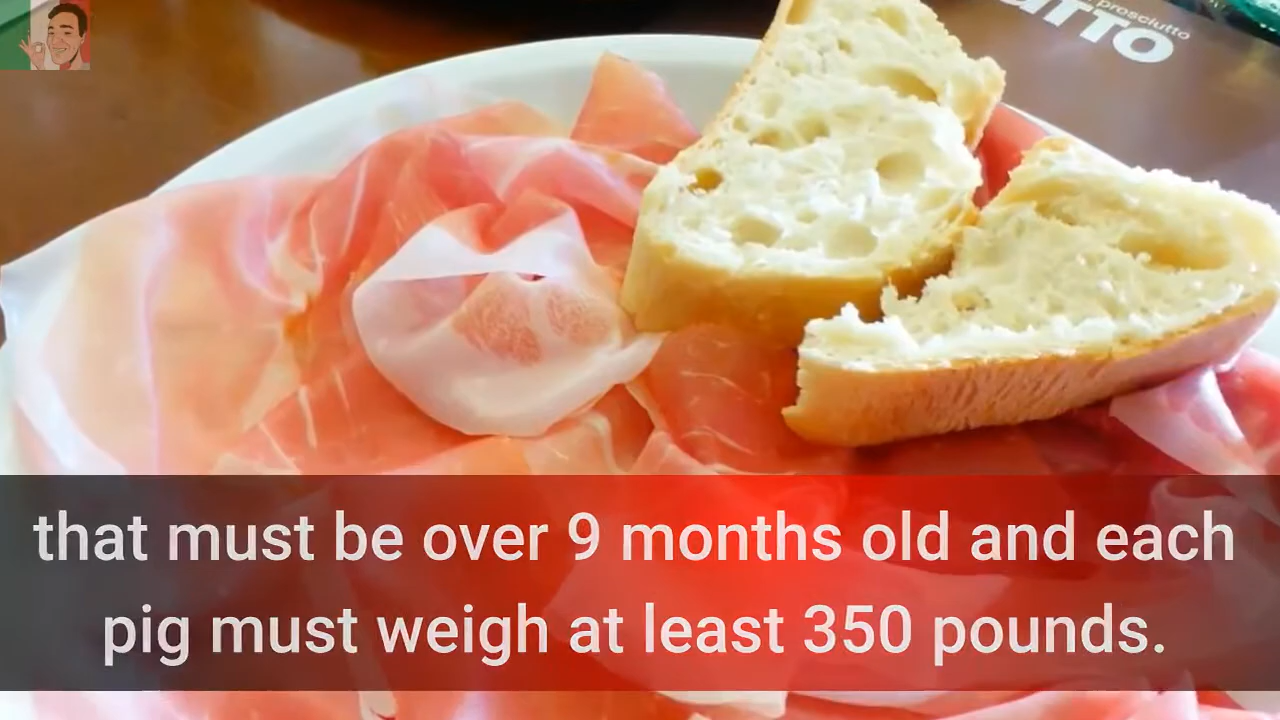 prosciutto
that must be over 9 months old and each
pig must weigh at least 350 pounds.